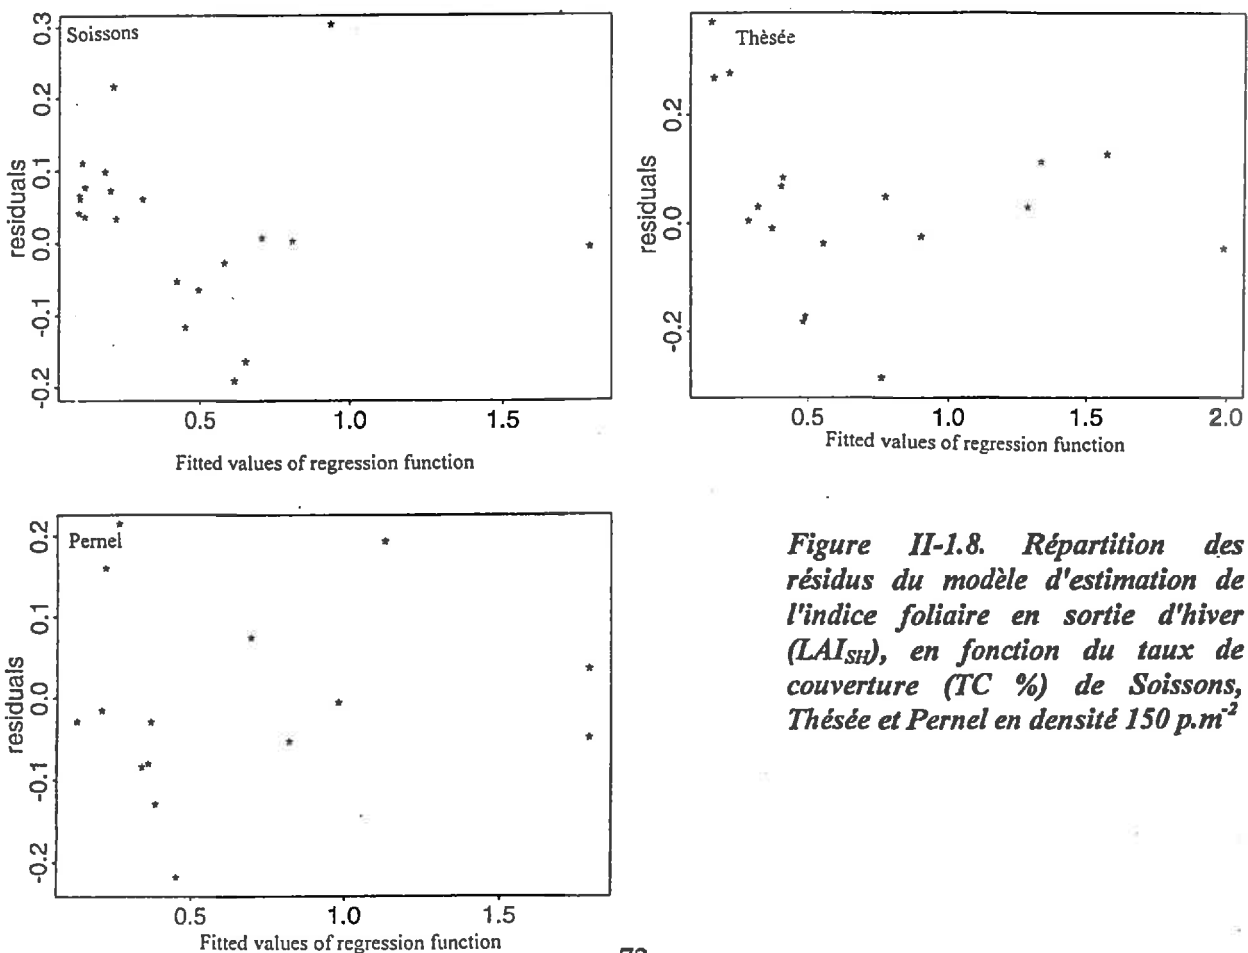 Soissons
0.3
0.2
0.1
0.0
-0.1
-0.2
residuals
0.5 1.0 1.5
Fitted values of regression function
Thèsée
0.2
0.0
-0.2
residuals
0.5 1.0 1.5 2.0
Fitted values of regression function
Pernel
0.2
0.1
0.0
-0.1
-0.2
residuals
0.5 1.0 1.5
Fitted values of regression function
Figure II-1.8. Répartition des
résidus du modèle d'estimation de
l'indice foliaire en sortie d'hiver
(LAI_SH), en fonction du taux de
couverture (TC %) de Soissons,
Thésée et Pernel en densité 150 p.m⁻²